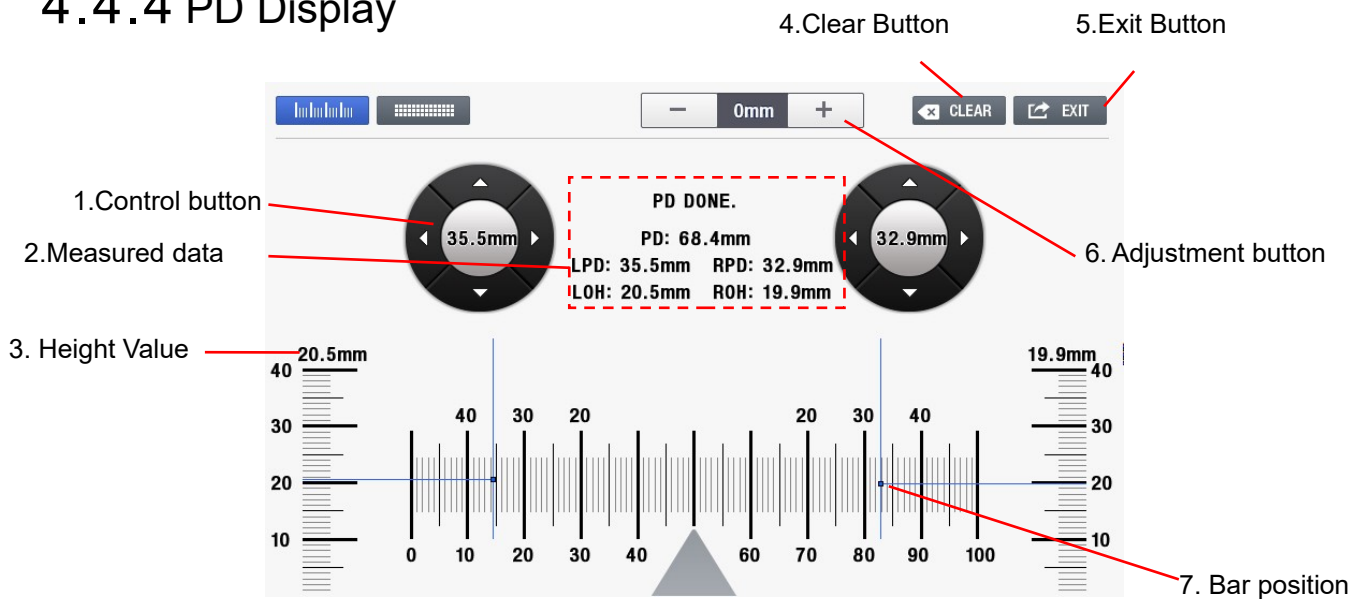 4.4.4 PD Display
4.Clear Button
5.Exit Button
0mm
CLEAR
EXIT
1.Control button
2.Measured data
3. Height Value
6. Adjustment button
7. Bar position
35.5mm
PD DONE.
PD: 68.4mm
LPD: 35.5mm RPD: 32.9mm
LOH: 20.5mm ROH: 19.9mm
32.9mm
20.5mm
19.9mm
40
30
20
10
40 30 20 20 30 40
0 10 20 30 40 60 70 80 90 100
40
30
20
10